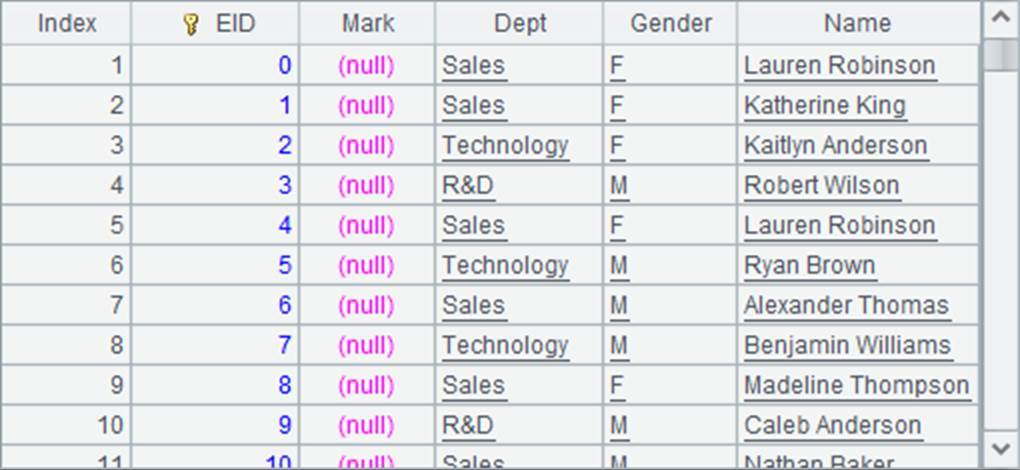 Index EID Mark Dept Gender Name
1 0 (null) Sales F Lauren Robinson
2 1 (null) Sales F Katherine King
3 2 (null) Technology F Kaitlyn Anderson
4 3 (null) R&D M Robert Wilson
5 4 (null) Sales F Lauren Robinson
6 5 (null) Technology M Ryan Brown
7 6 (null) Sales M Alexander Thomas
8 7 (null) Technology M Benjamin Williams
9 8 (null) Sales F Madeline Thompson
10 9 (null) R&D M Caleb Anderson
11 10 (null) Sales M Nathan Baker